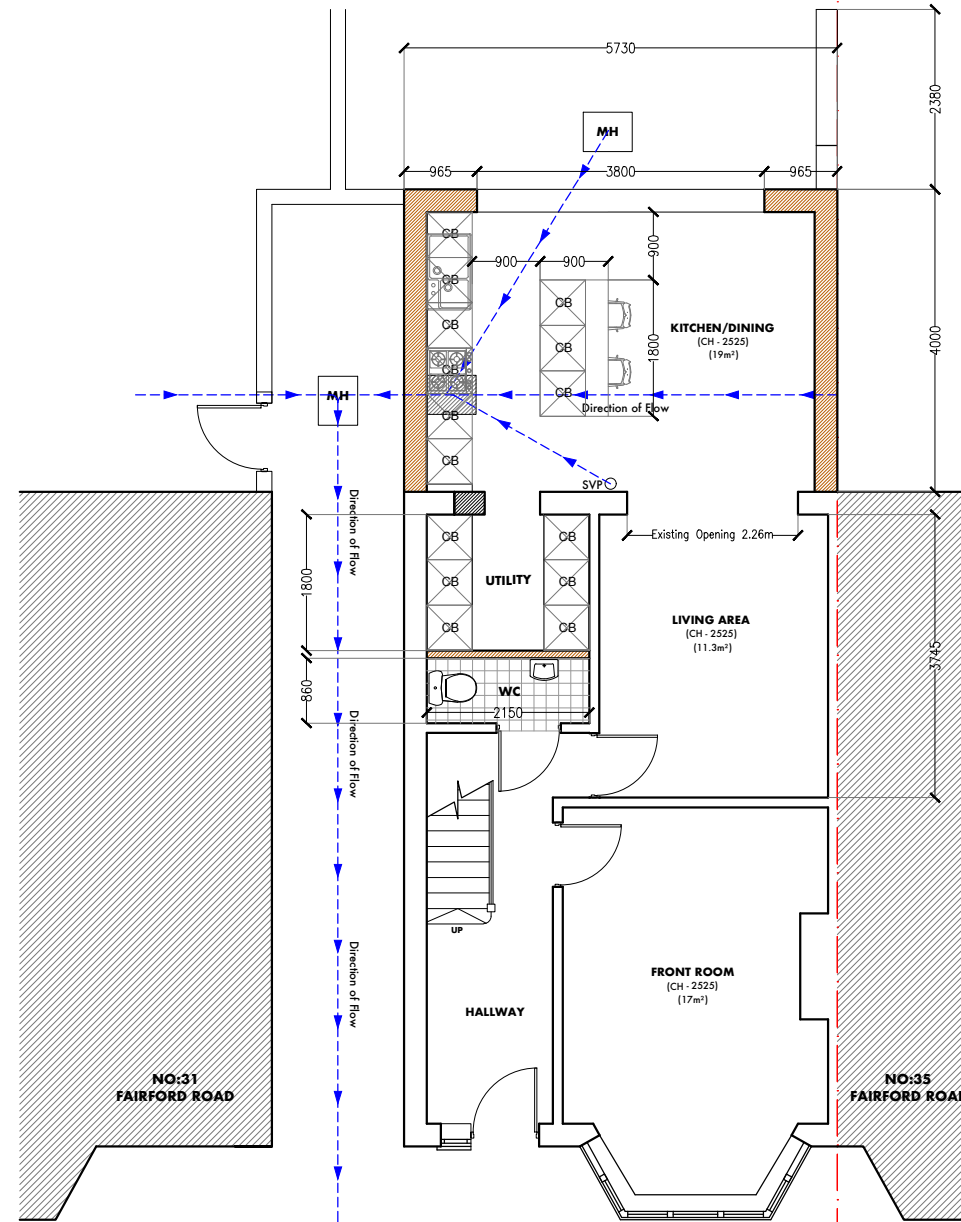 5730
2380
MH
965
3800
965
CB
900
CB
900
900
CB
KITCHEN/DINING
(CH - 2525)
(19m²)
CB
CB
1800
4000
CB
CB
MH
CB
Direction of Flow
CB
CB
SVP
Direction of Flow
Existing Opening 2.26m
CB
CB
1800
CB
UTILITY
CB
LIVING AREA
(CH - 2525)
(11.3m²)
CB
CB
3745
860
WC
2150
Direction of Flow
UP
Direction of Flow
FRONT ROOM
(CH - 2525)
(17m²)
HALLWAY
NO:31
FAIRFORD ROAD
NO:35
FAIRFORD ROAD